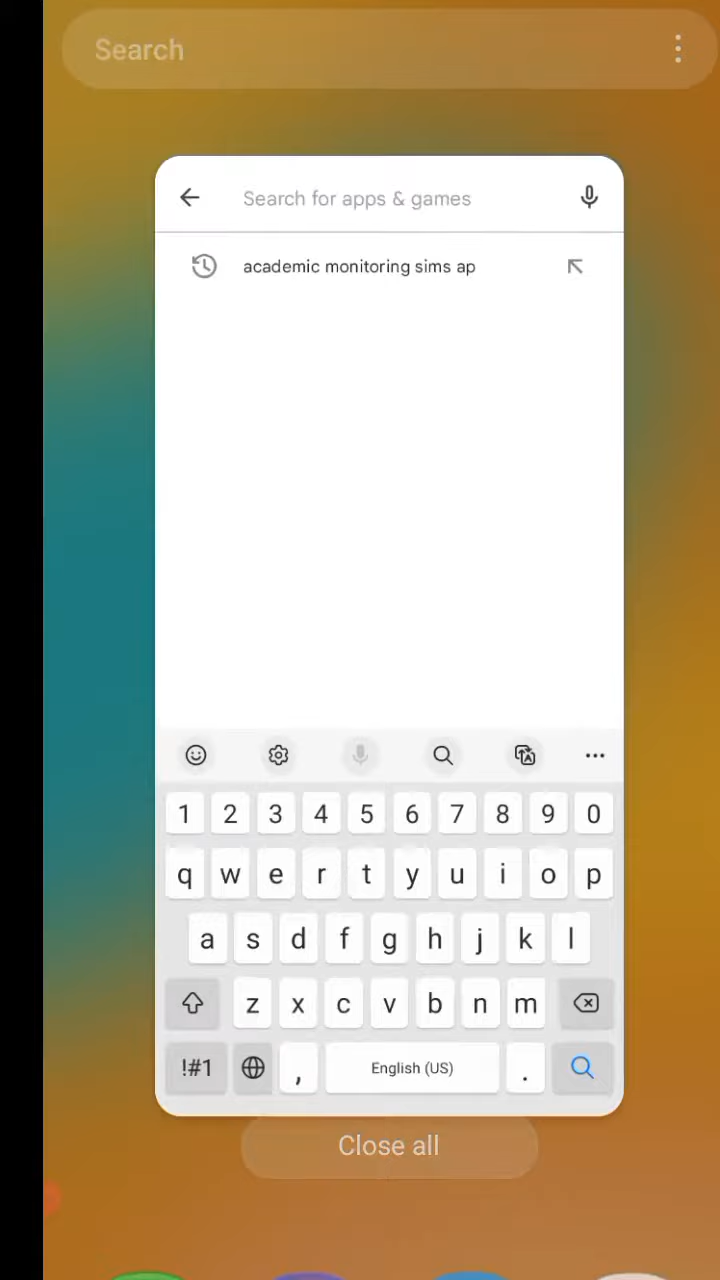 Search
Search for apps & games
academic monitoring sims ap
1 2 3 4 5 6 7 8 9 0
q w e r t y u i o p
a s d f g h j k l
z x c v b n m
!#1 , English (US) .
Close all